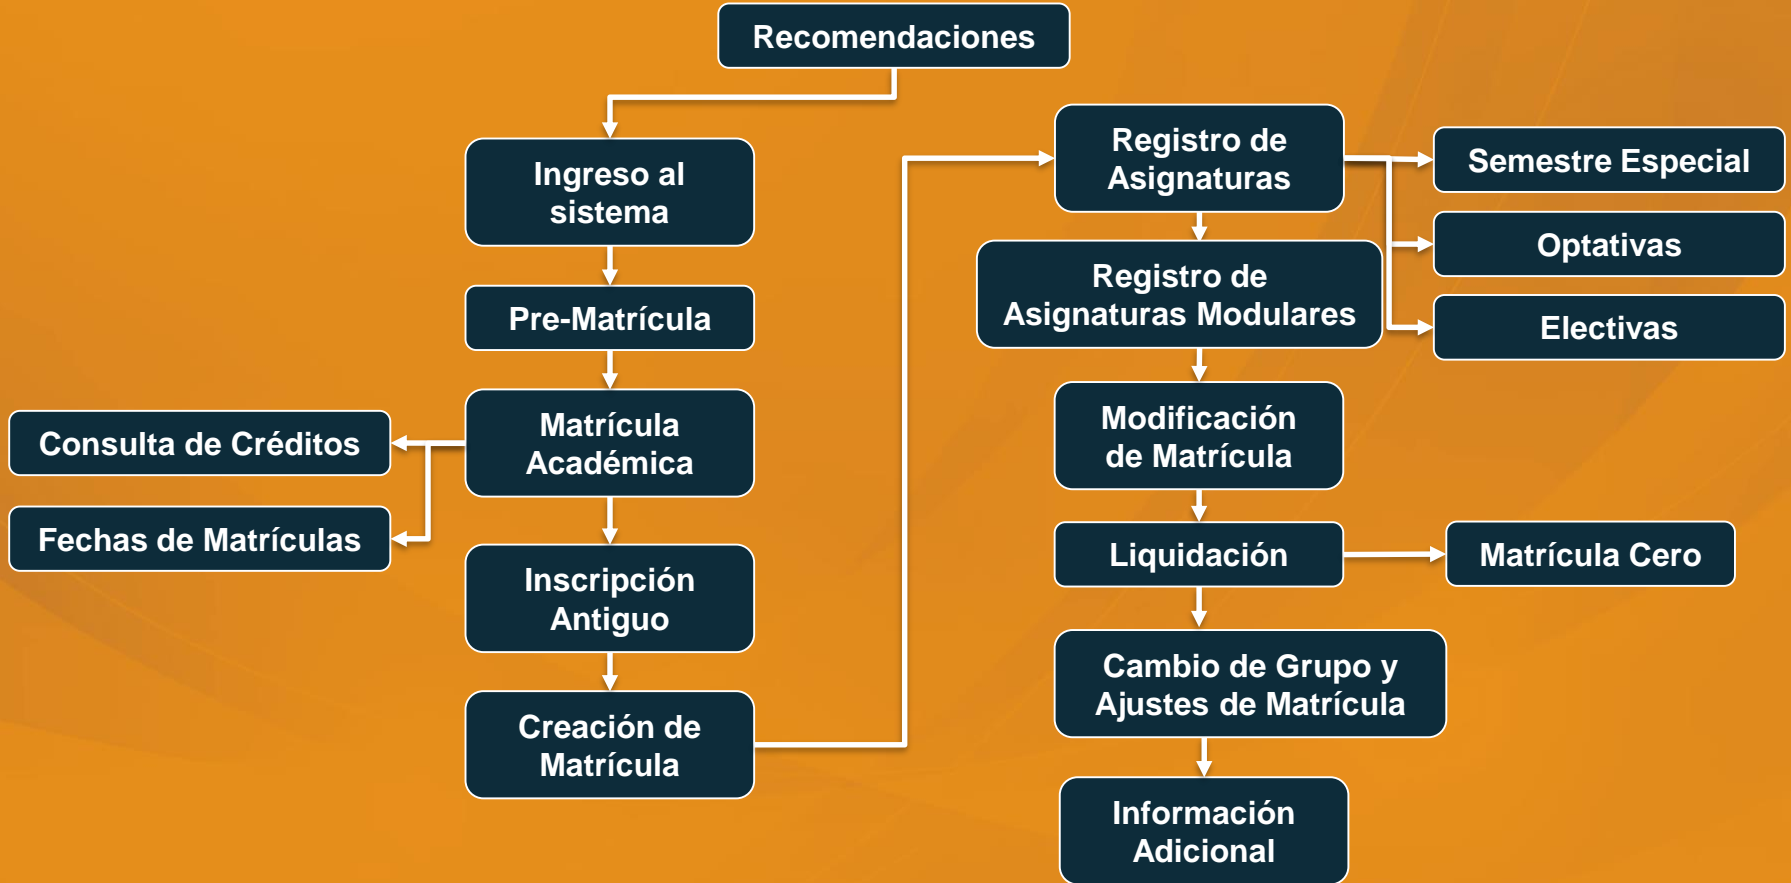 Recomendaciones
Ingreso al
sistema
Pre-Matrícula
Matrícula
Académica
Consulta de Créditos
Fechas de Matrículas
Inscripción
Antiguo
Creación de
Matrícula
Registro de
Asignaturas
Semestre Especial
Optativas
Electivas
Registro de
Asignaturas Modulares
Modificación
de Matrícula
Liquidación
Matrícula Cero
Cambio de Grupo y
Ajustes de Matrícula
Información
Adicional